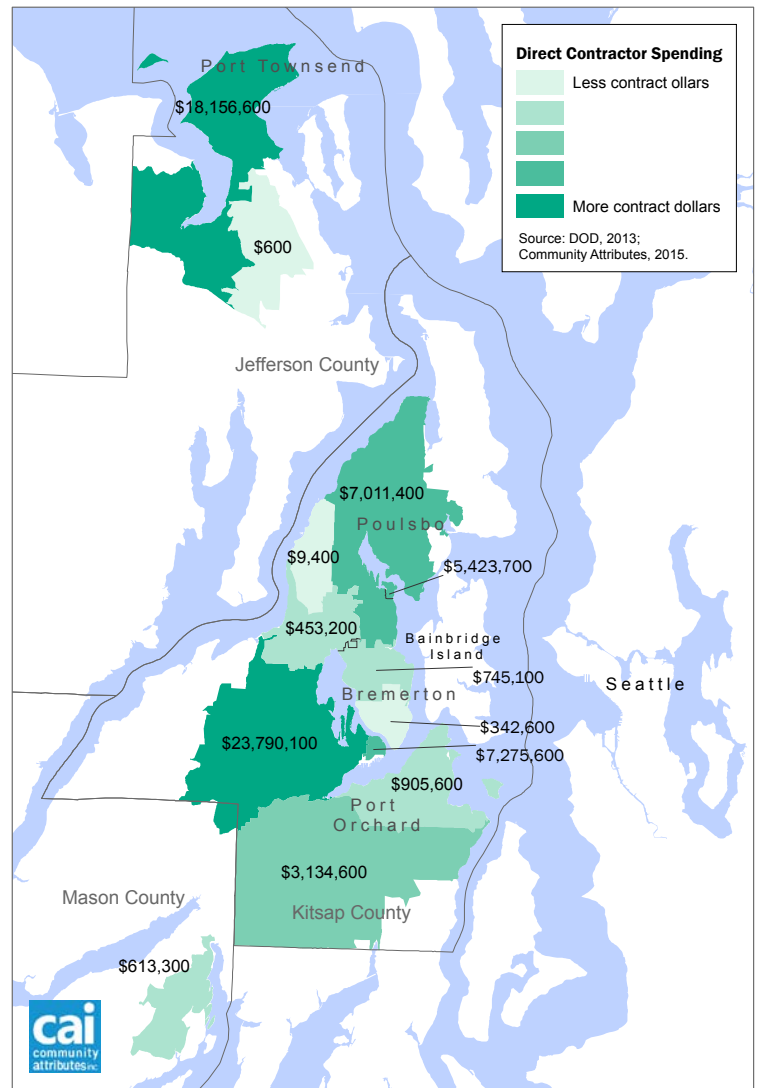 Direct Contractor Spending
Less contract ollars
More contract dollars
Source: DOD, 2013;
Community Attributes, 2015.
Port Townsend
$18,156,600
$600
Jefferson County
$7,011,400
Poulsbo
$9,400
$5,423,700
$453,200
Bainbridge
Island
$745,100
Bremerton
Seattle
$342,600
$23,790,100
$7,275,600
$905,600
Port
Orchard
$3,134,600
Mason County
Kitsap County
$613,300
cai
community
attributes inc